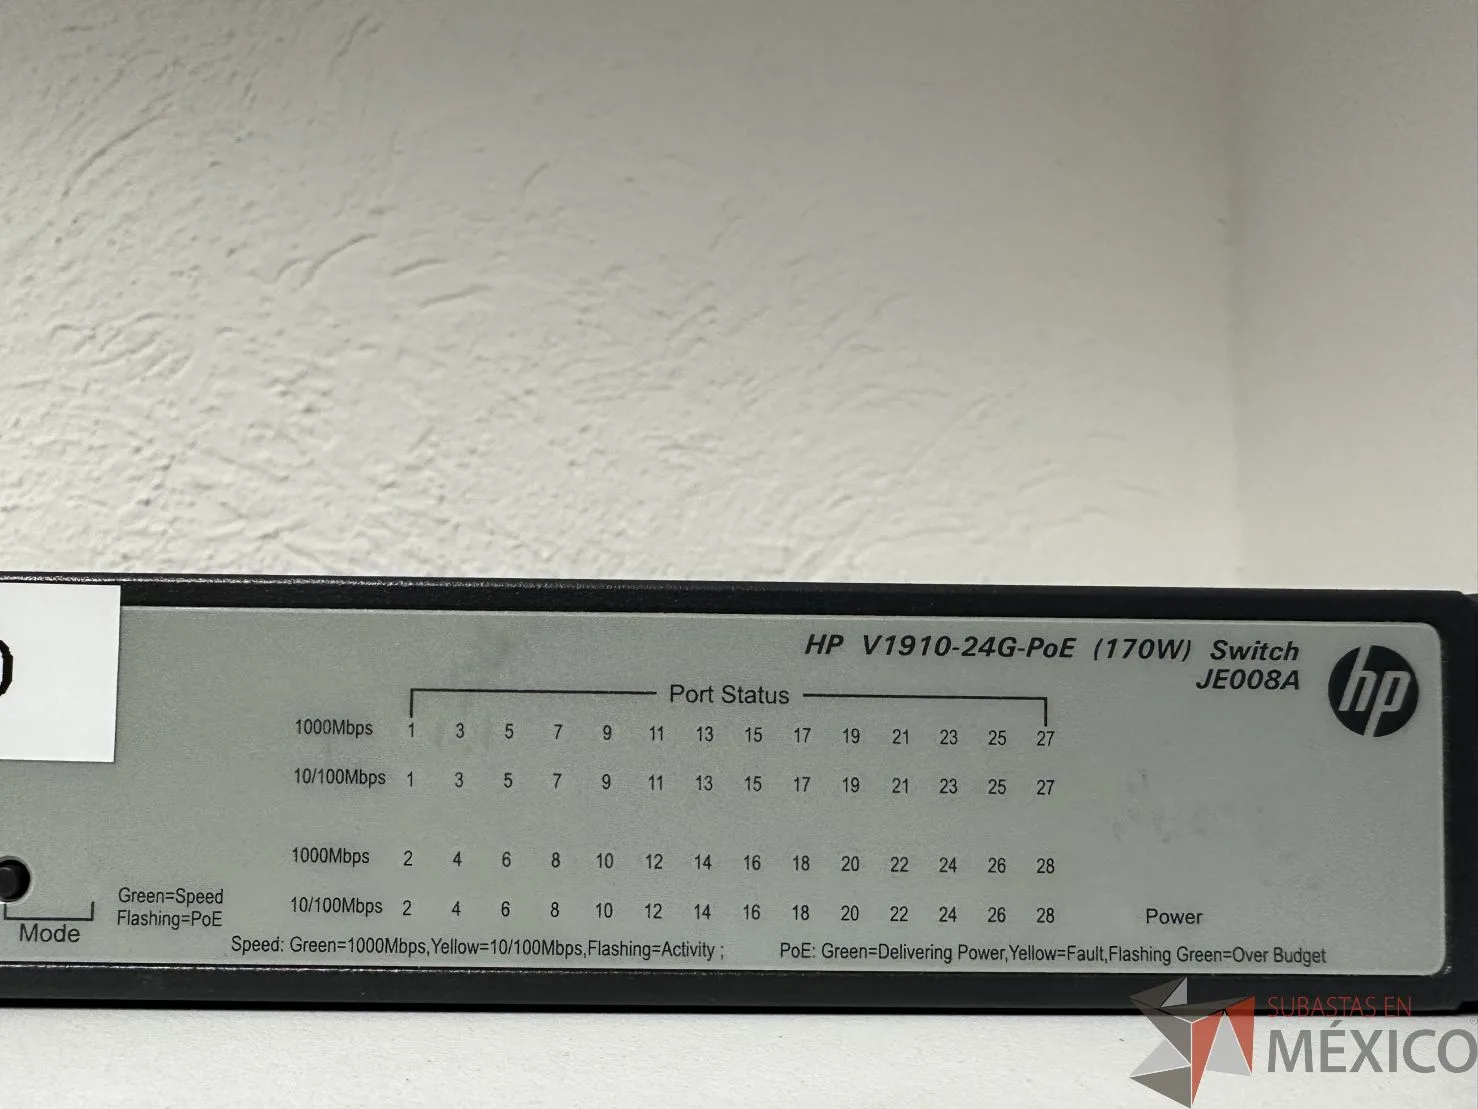 HP V1910-24G-PoE (170W) Switch
JE008A
hp
Port Status
1000Mbps 1 3 5 7 9 11 13 15 17 19 21 23 25 27
10/100Mbps 1 3 5 7 9 11 13 15 17 19 21 23 25 27
1000Mbps 2 4 6 8 10 12 14 16 18 20 22 24 26 28
10/100Mbps 2 4 6 8 10 12 14 16 18 20 22 24 26 28
Green=Speed
Flashing=PoE
Mode
Power
Speed: Green=1000Mbps,Yellow=10/100Mbps,Flashing=Activity ; PoE: Green=Delivering Power,Yellow=Fault,Flashing Green=Over Budget
SUBASTAS EN
MÉXICO